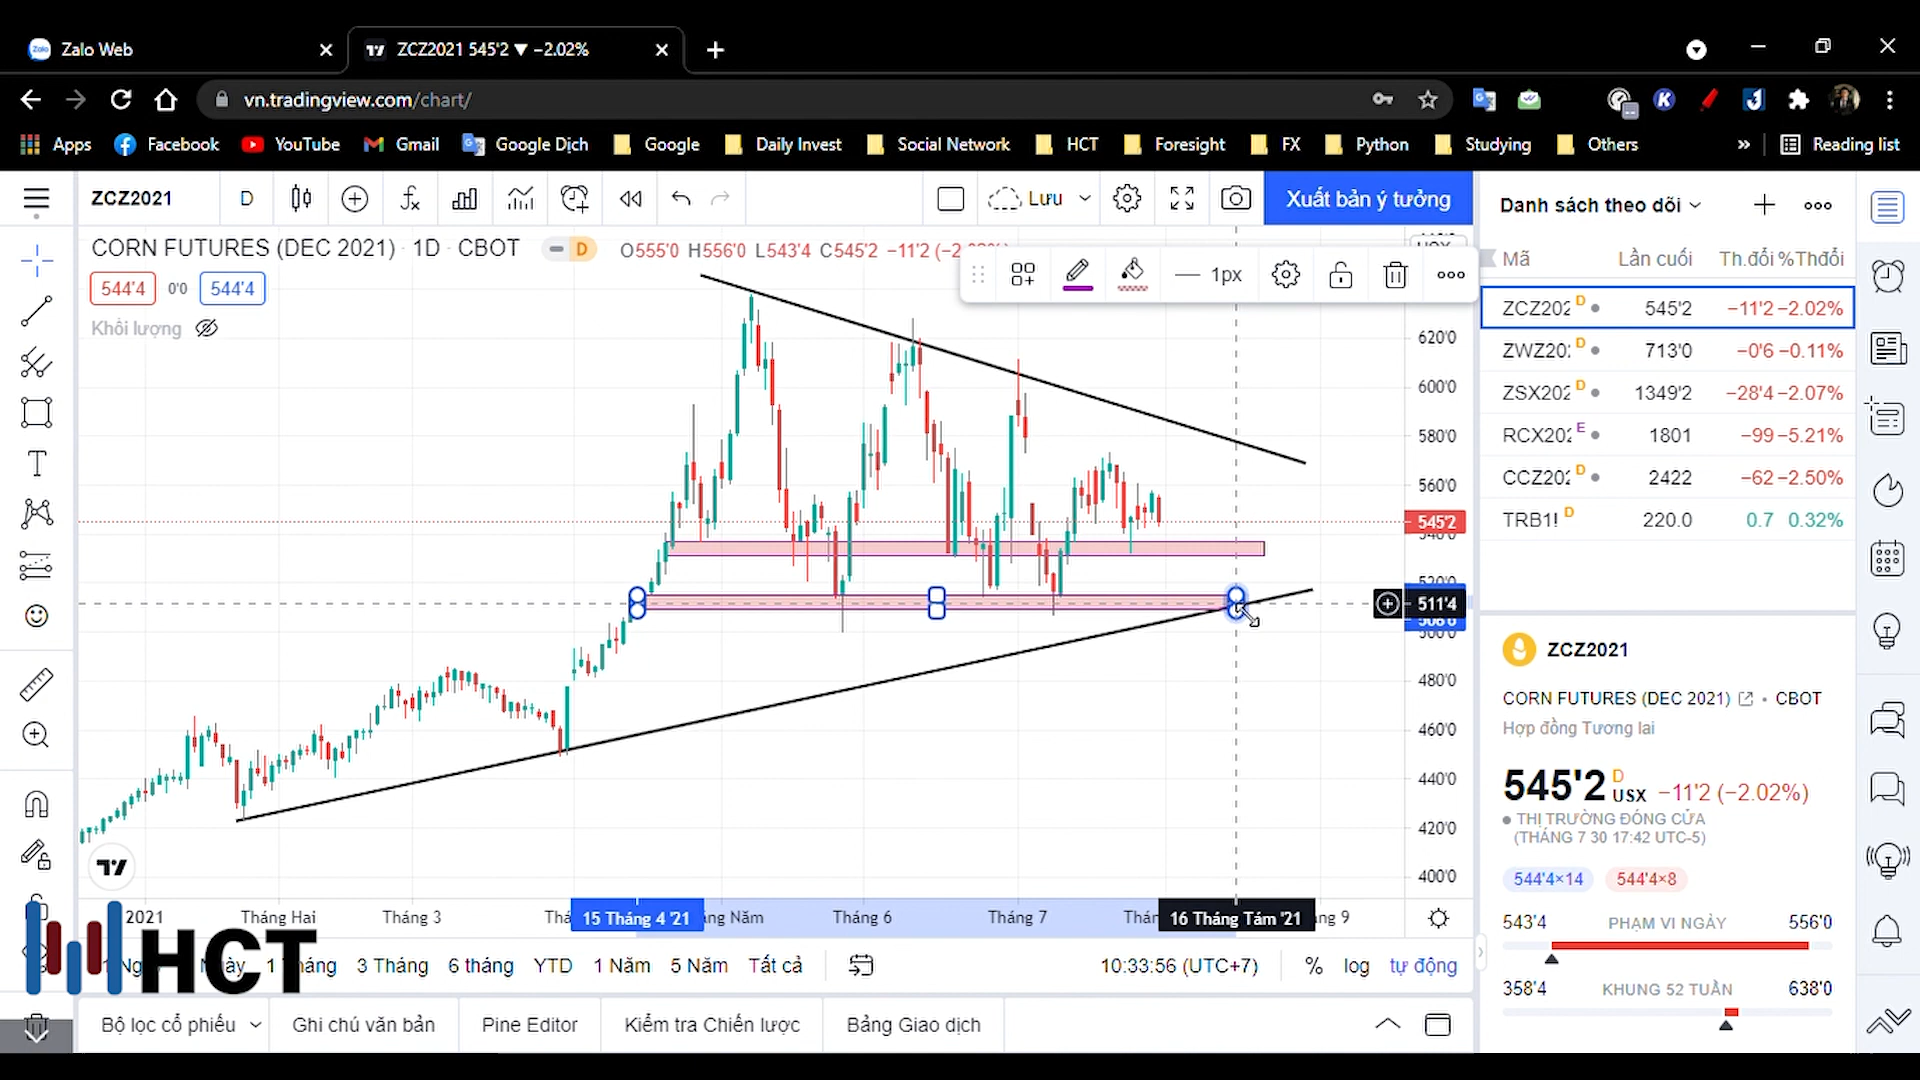 Zalo Web
ZCZ2021 545'2 ▼ −2.02%
vn.tradingview.com/chart/
Apps Facebook YouTube Gmail Google Dịch Google Daily Invest Social Network HCT Foresight FX Python Studying Others » Reading list
ZCZ2021 D Lưu Xuất bản ý tưởng
Danh sách theo dõi
CORN FUTURES (DEC 2021) · 1D · CBOT D O555'0 H556'0 L543'4 C545'2 −11'2
1px
544'4 0'0 544'4
Khối lượng
Mã Lần cuối Th.đổi %Thđổi
ZCZ202 D 545'2 −11'2 −2.02%
ZWZ20 D 713'0 −0'6 −0.11%
ZSX202 D 1349'2 −28'4 −2.07%
RCX202 E 1801 −99 −5.21%
CCZ202 D 2422 −62 −2.50%
TRB1! D 220.0 0.7 0.32%
620'0
600'0
580'0
560'0
545'2
540'0
520'0
511'4
500'0
480'0
460'0
440'0
420'0
400'0
2021 Tháng Hai Tháng 3 15 Tháng 4 '21 Tháng 6 Tháng 7 16 Tháng Tám '21
ZCZ2021
CORN FUTURES (DEC 2021) • CBOT
Hợp đồng Tương lai
545'2 D USX −11'2 (−2.02%)
THỊ TRƯỜNG ĐÓNG CỬA
(THÁNG 7 30 17:42 UTC-5)
544'4×14 544'4×8
543'4 PHẠM VI NGÀY 556'0
358'4 KHUNG 52 TUẦN 638'0
HCT
3 Tháng 6 tháng YTD 1 Năm 5 Năm Tất cả 10:33:56 (UTC+7) % log tự động
Bộ lọc cổ phiếu Ghi chú văn bản Pine Editor Kiểm tra Chiến lược Bảng Giao dịch